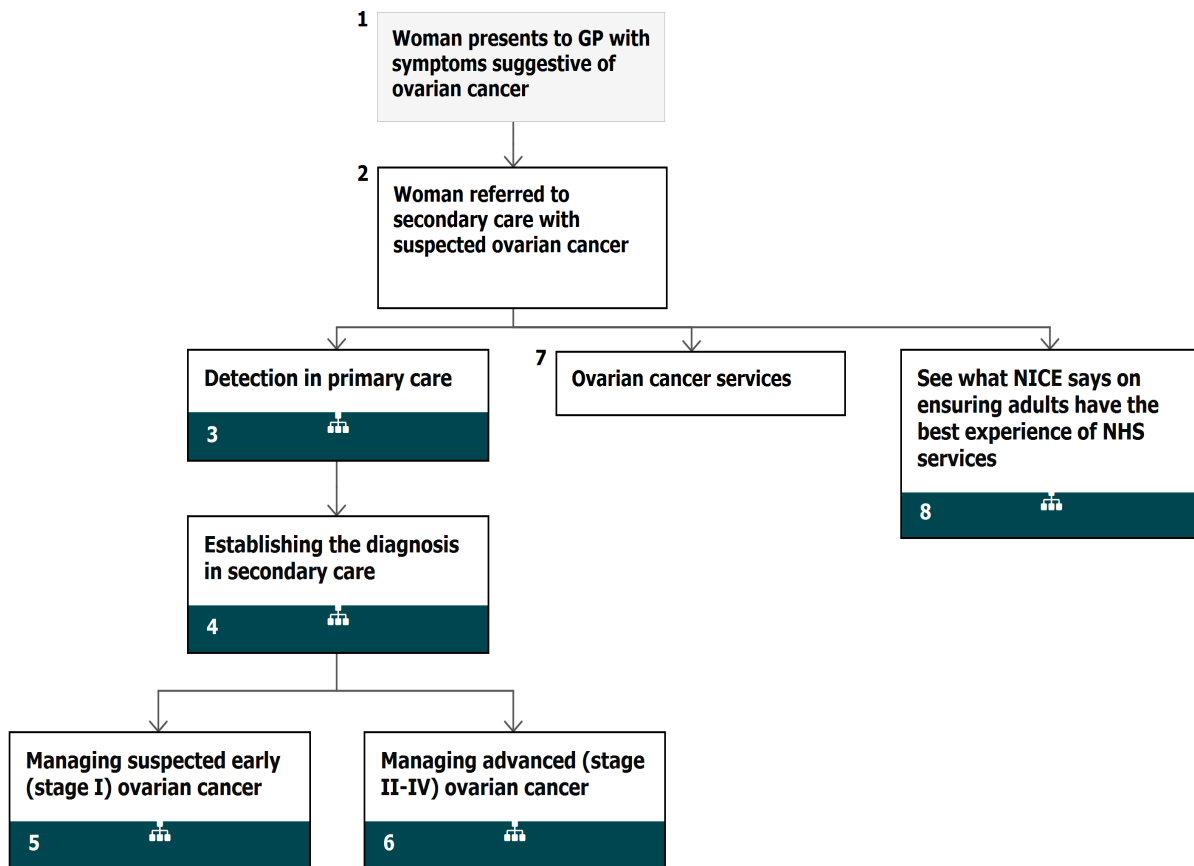 1
Woman presents to GP with
symptoms suggestive of
ovarian cancer
2
Woman referred to
secondary care with
suspected ovarian cancer
Detection in primary care
3
7
Ovarian cancer services
See what NICE says on
ensuring adults have the
best experience of NHS
services
8
Establishing the diagnosis
in secondary care
4
Managing suspected early
(stage I) ovarian cancer
5
Managing advanced (stage
II-IV) ovarian cancer
6